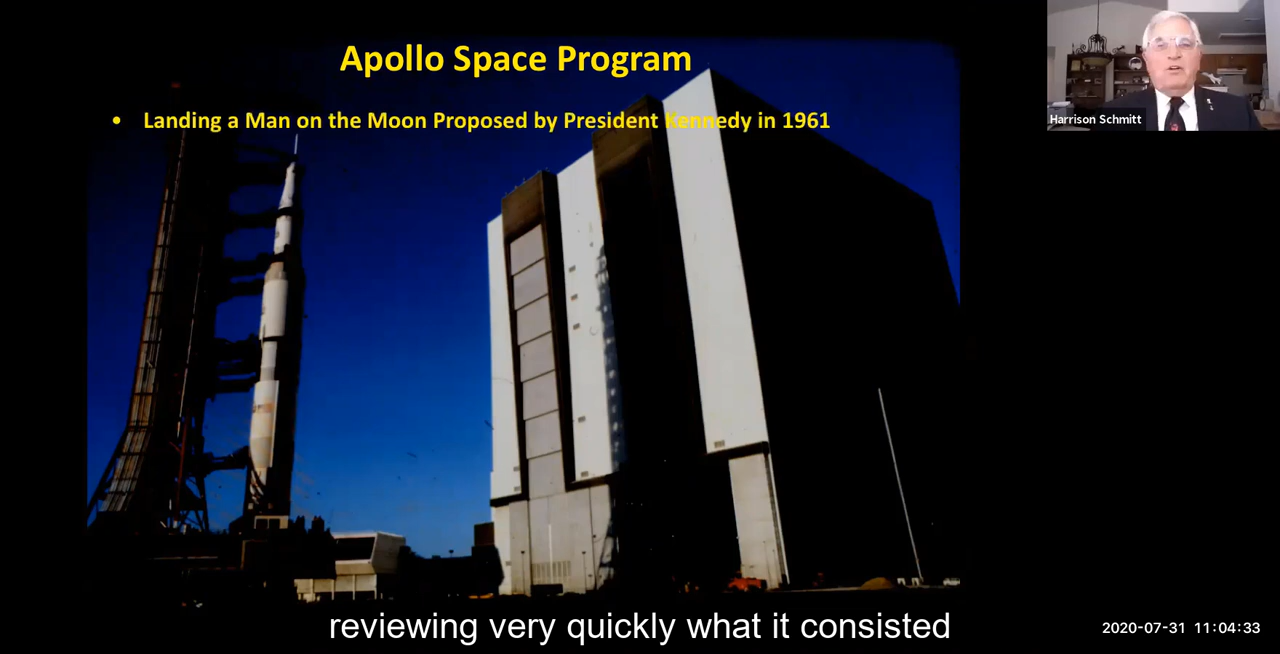 Apollo Space Program
• Landing a Man on the Moon Proposed by President Kennedy in 1961
Harrison Schmitt
reviewing very quickly what it consisted
2020-07-31 11:04:33